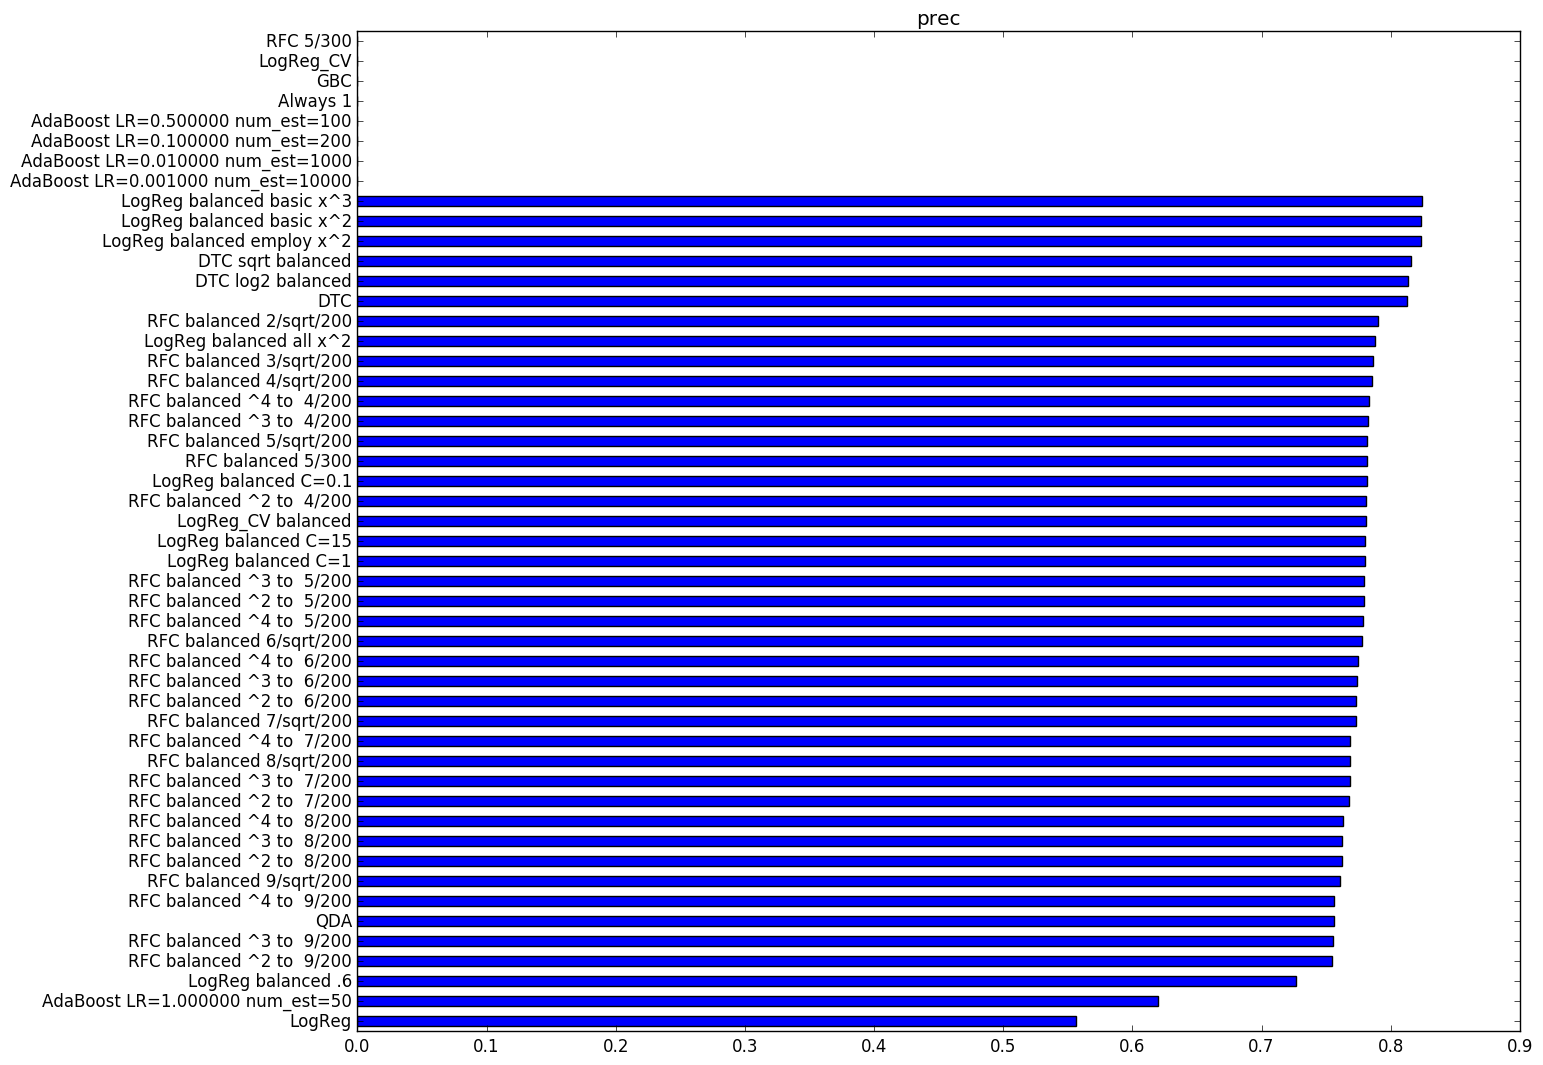 prec
RFC 5/300
LogReg_CV
GBC
Always 1
AdaBoost LR=0.500000 num_est=100
AdaBoost LR=0.100000 num_est=200
AdaBoost LR=0.010000 num_est=1000
AdaBoost LR=0.001000 num_est=10000
LogReg balanced basic x^3
LogReg balanced basic x^2
LogReg balanced employ x^2
DTC sqrt balanced
DTC log2 balanced
DTC
RFC balanced 2/sqrt/200
LogReg balanced all x^2
RFC balanced 3/sqrt/200
RFC balanced 4/sqrt/200
RFC balanced ^4 to  4/200
RFC balanced ^3 to  4/200
RFC balanced 5/sqrt/200
RFC balanced 5/300
LogReg balanced C=0.1
RFC balanced ^2 to  4/200
LogReg_CV balanced
LogReg balanced C=15
LogReg balanced C=1
RFC balanced ^3 to  5/200
RFC balanced ^2 to  5/200
RFC balanced ^4 to  5/200
RFC balanced 6/sqrt/200
RFC balanced ^4 to  6/200
RFC balanced ^3 to  6/200
RFC balanced ^2 to  6/200
RFC balanced 7/sqrt/200
RFC balanced ^4 to  7/200
RFC balanced 8/sqrt/200
RFC balanced ^3 to  7/200
RFC balanced ^2 to  7/200
RFC balanced ^4 to  8/200
RFC balanced ^3 to  8/200
RFC balanced ^2 to  8/200
RFC balanced 9/sqrt/200
RFC balanced ^4 to  9/200
QDA
RFC balanced ^3 to  9/200
RFC balanced ^2 to  9/200
LogReg balanced .6
AdaBoost LR=1.000000 num_est=50
LogReg
0.0 0.1 0.2 0.3 0.4 0.5 0.6 0.7 0.8 0.9